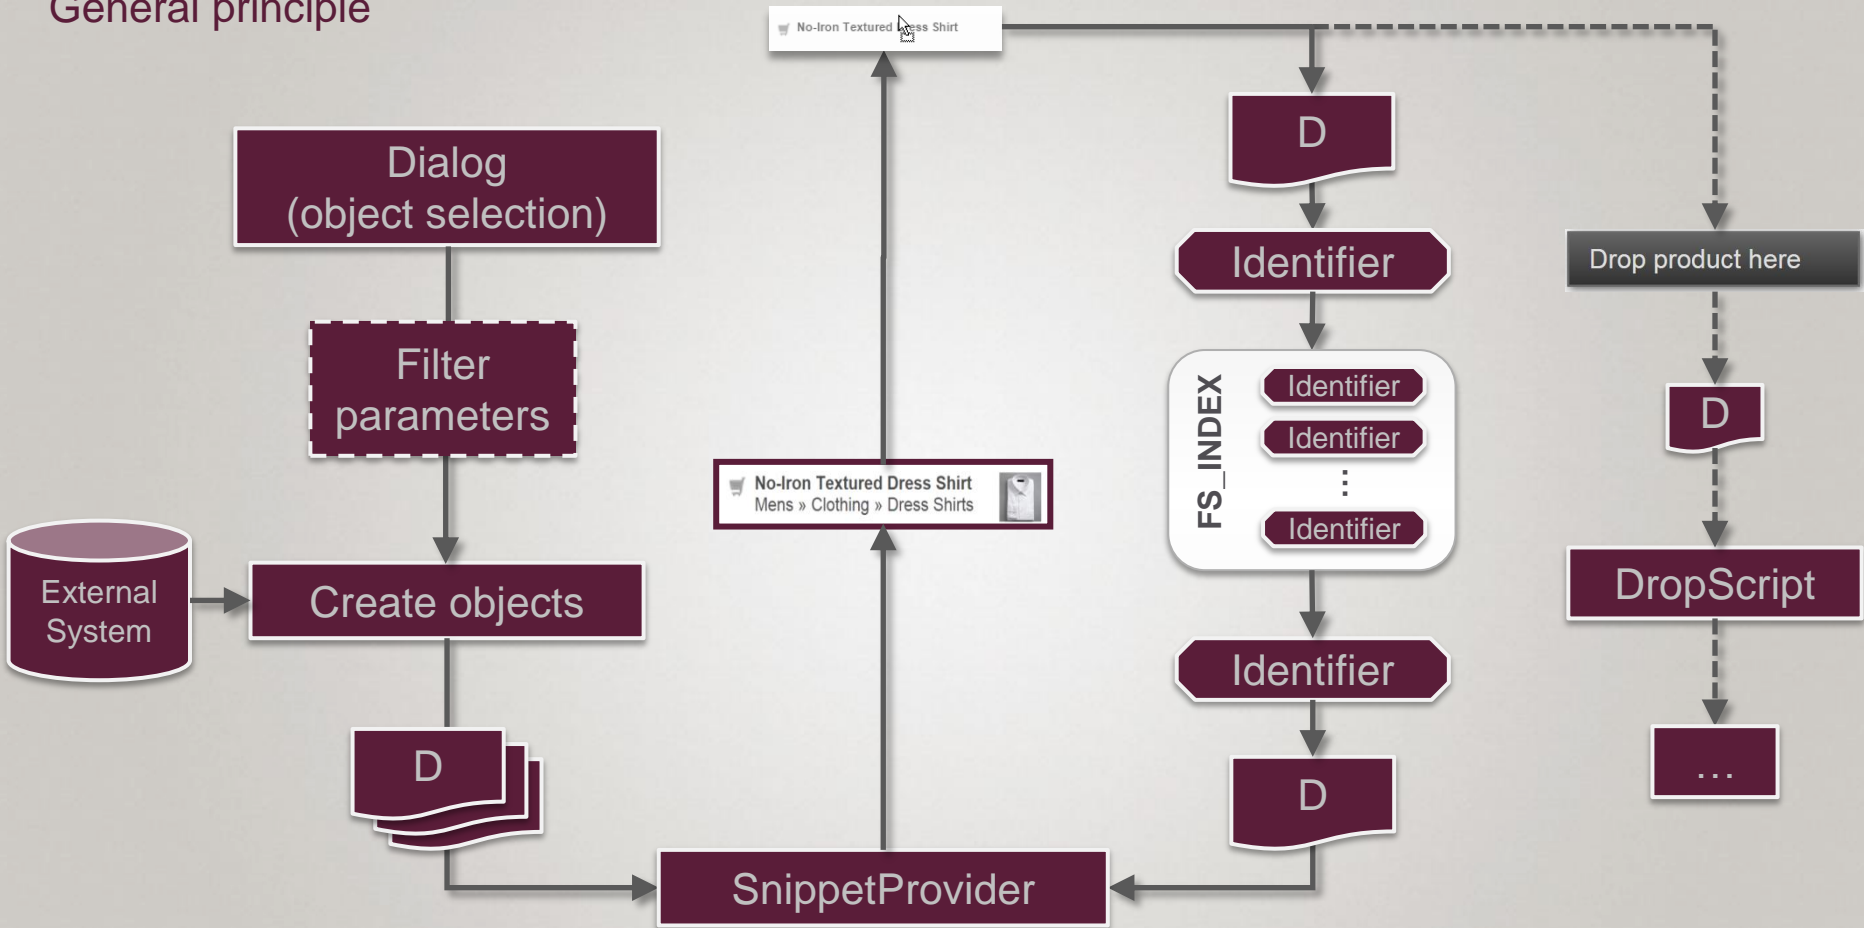 General principle
No-Iron Textured Dress Shirt
Dialog
(object selection)
Filter
parameters
External
System
Create objects
D
No-Iron Textured Dress Shirt
Mens » Clothing » Dress Shirts
SnippetProvider
D
Identifier
FS_INDEX
Identifier
Identifier
⋮
Identifier
Identifier
D
Drop product here
D
DropScript
...